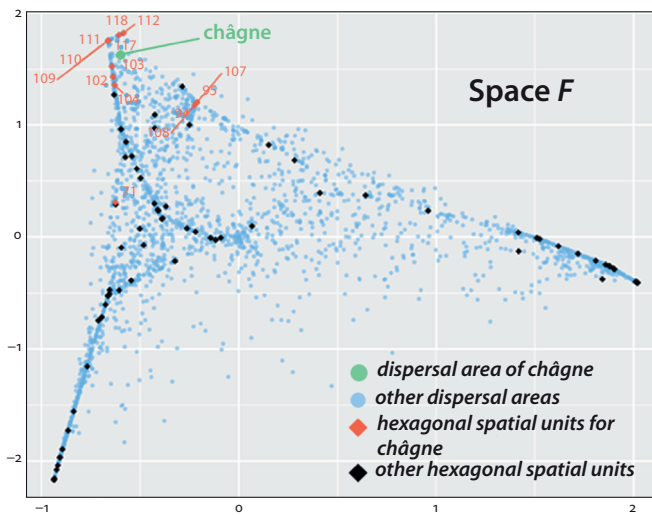 2
118 112
111
17
châgne
110
103
107
109
102
93
104
108
Space F
1
71
0
−1
dispersal area of châgne
other dispersal areas
hexagonal spatial units for
châgne
other hexagonal spatial units
−2
−1 0 1 2